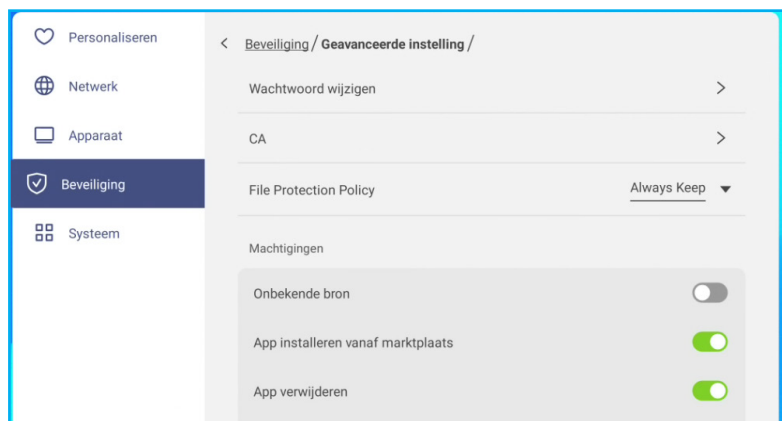 Personaliseren
Netwerk
Apparaat
Beveiliging
Systeem
Beveiliging / Geavanceerde instelling /
Wachtwoord wijzigen
CA
File Protection Policy Always Keep
Machtigingen
Onbekende bron
App installeren vanaf marktplaats
App verwijderen